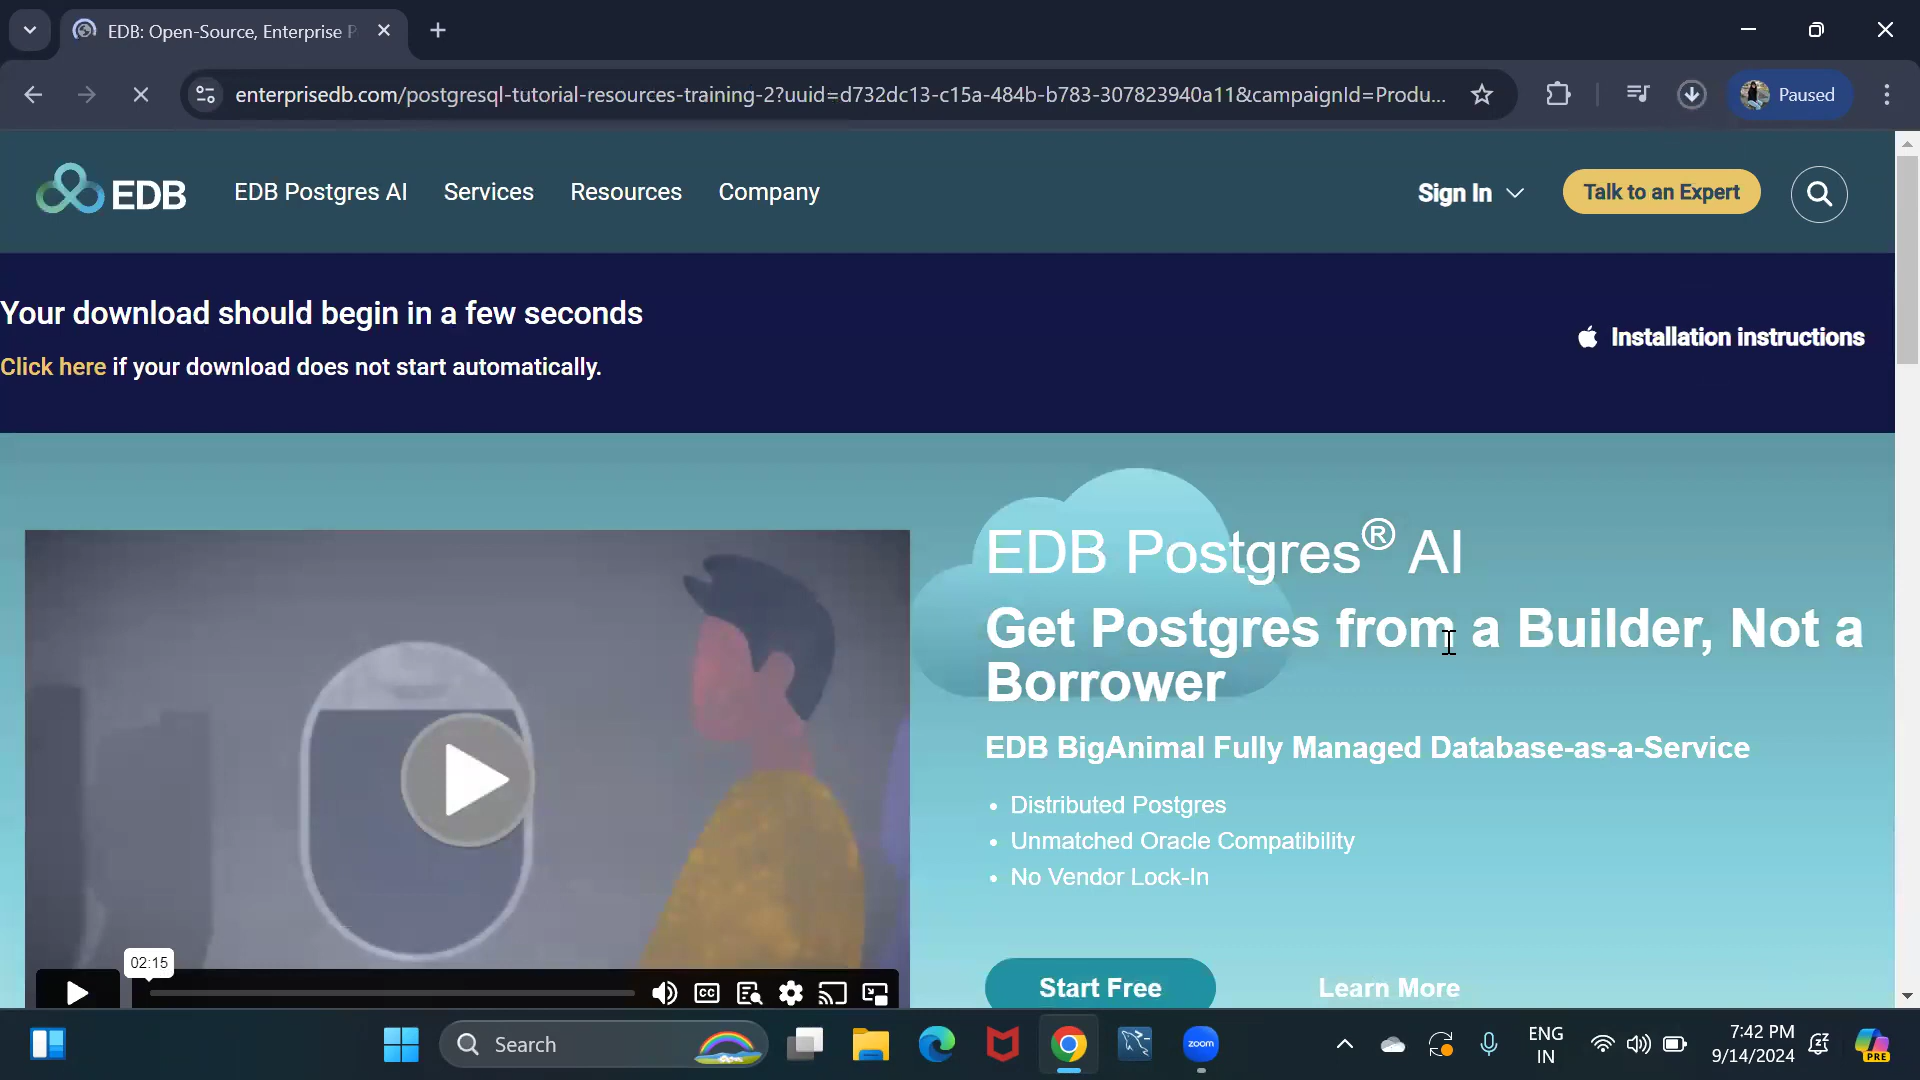 EDB: Open-Source, Enterprise P
enterprisedb.com/postgresql-tutorial-resources-training-2?uuid=d732dc13-c15a-484b-b783-307823940a11&campaignId=Produ...
Paused
EDB
EDB Postgres AI
Services
Resources
Company
Sign In
Talk to an Expert
Your download should begin in a few seconds
Click here if your download does not start automatically.
Installation instructions
EDB Postgres® AI
Get Postgres from a Builder, Not a
Borrower
EDB BigAnimal Fully Managed Database-as-a-Service
• Distributed Postgres
• Unmatched Oracle Compatibility
• No Vendor Lock-In
Start Free
Learn More
02:15
CC
Search
zoom
ENG
IN
7:42 PM
9/14/2024
PRE